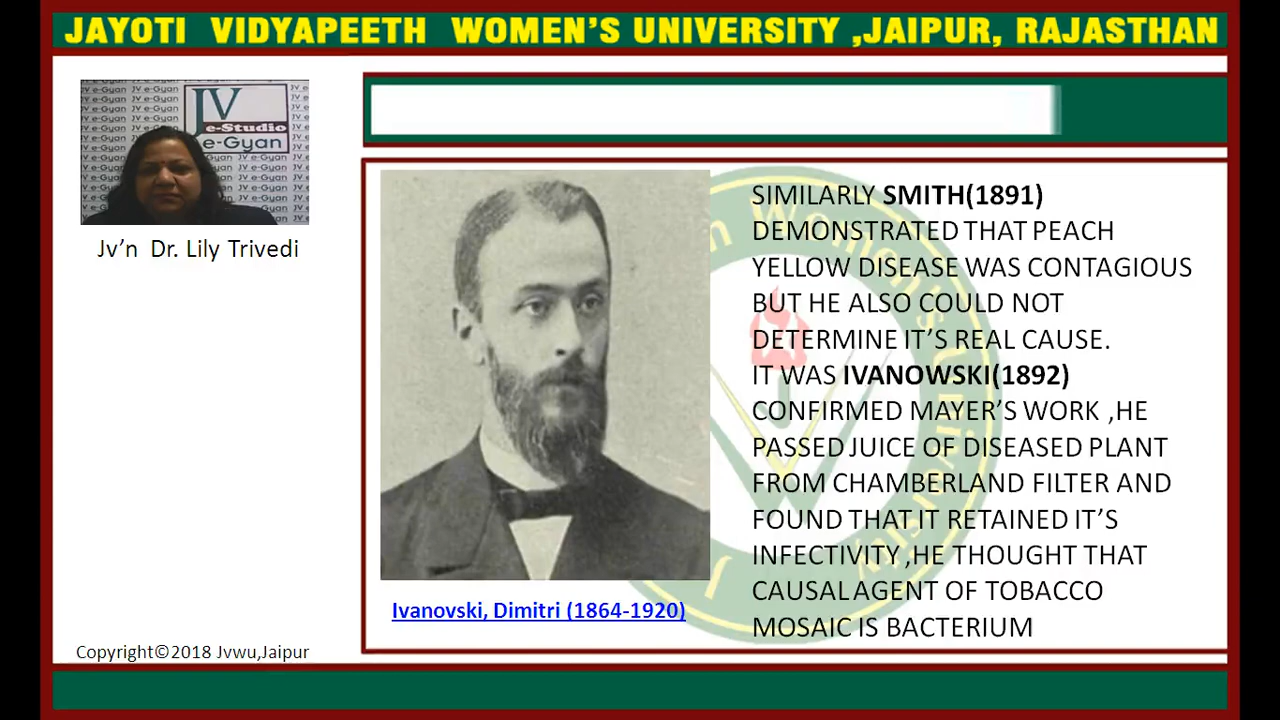 JAYOTI VIDYAPEETH WOMEN'S UNIVERSITY ,JAIPUR, RAJASTHAN
JV
e-Studio
e-Gyan
Jv'n Dr. Lily Trivedi
SIMILARLY SMITH(1891)
DEMONSTRATED THAT PEACH
YELLOW DISEASE WAS CONTAGIOUS
BUT HE ALSO COULD NOT
DETERMINE IT'S REAL CAUSE.
IT WAS IVANOWSKI(1892)
CONFIRMED MAYER'S WORK ,HE
PASSED JUICE OF DISEASED PLANT
FROM CHAMBERLAND FILTER AND
FOUND THAT IT RETAINED IT'S
INFECTIVITY ,HE THOUGHT THAT
CAUSAL AGENT OF TOBACCO
MOSAIC IS BACTERIUM
Ivanovski, Dimitri (1864-1920)
Copyright©2018 Jvwu,Jaipur